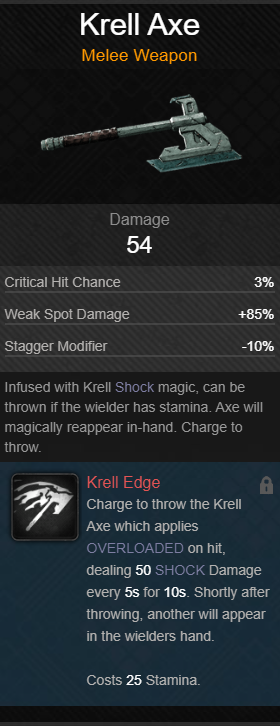 Krell Axe
Melee Weapon
Damage
54
Critical Hit Chance 3%
Weak Spot Damage +85%
Stagger Modifier -10%
Infused with Krell Shock magic, can be
thrown if the wielder has stamina. Axe will
magically reappear in-hand. Charge to
throw.
Krell Edge
Charge to throw the Krell
Axe which applies
OVERLOADED on hit,
dealing 50 SHOCK Damage
every 5s for 10s. Shortly after
throwing, another will appear
in the wielders hand.
Costs 25 Stamina.